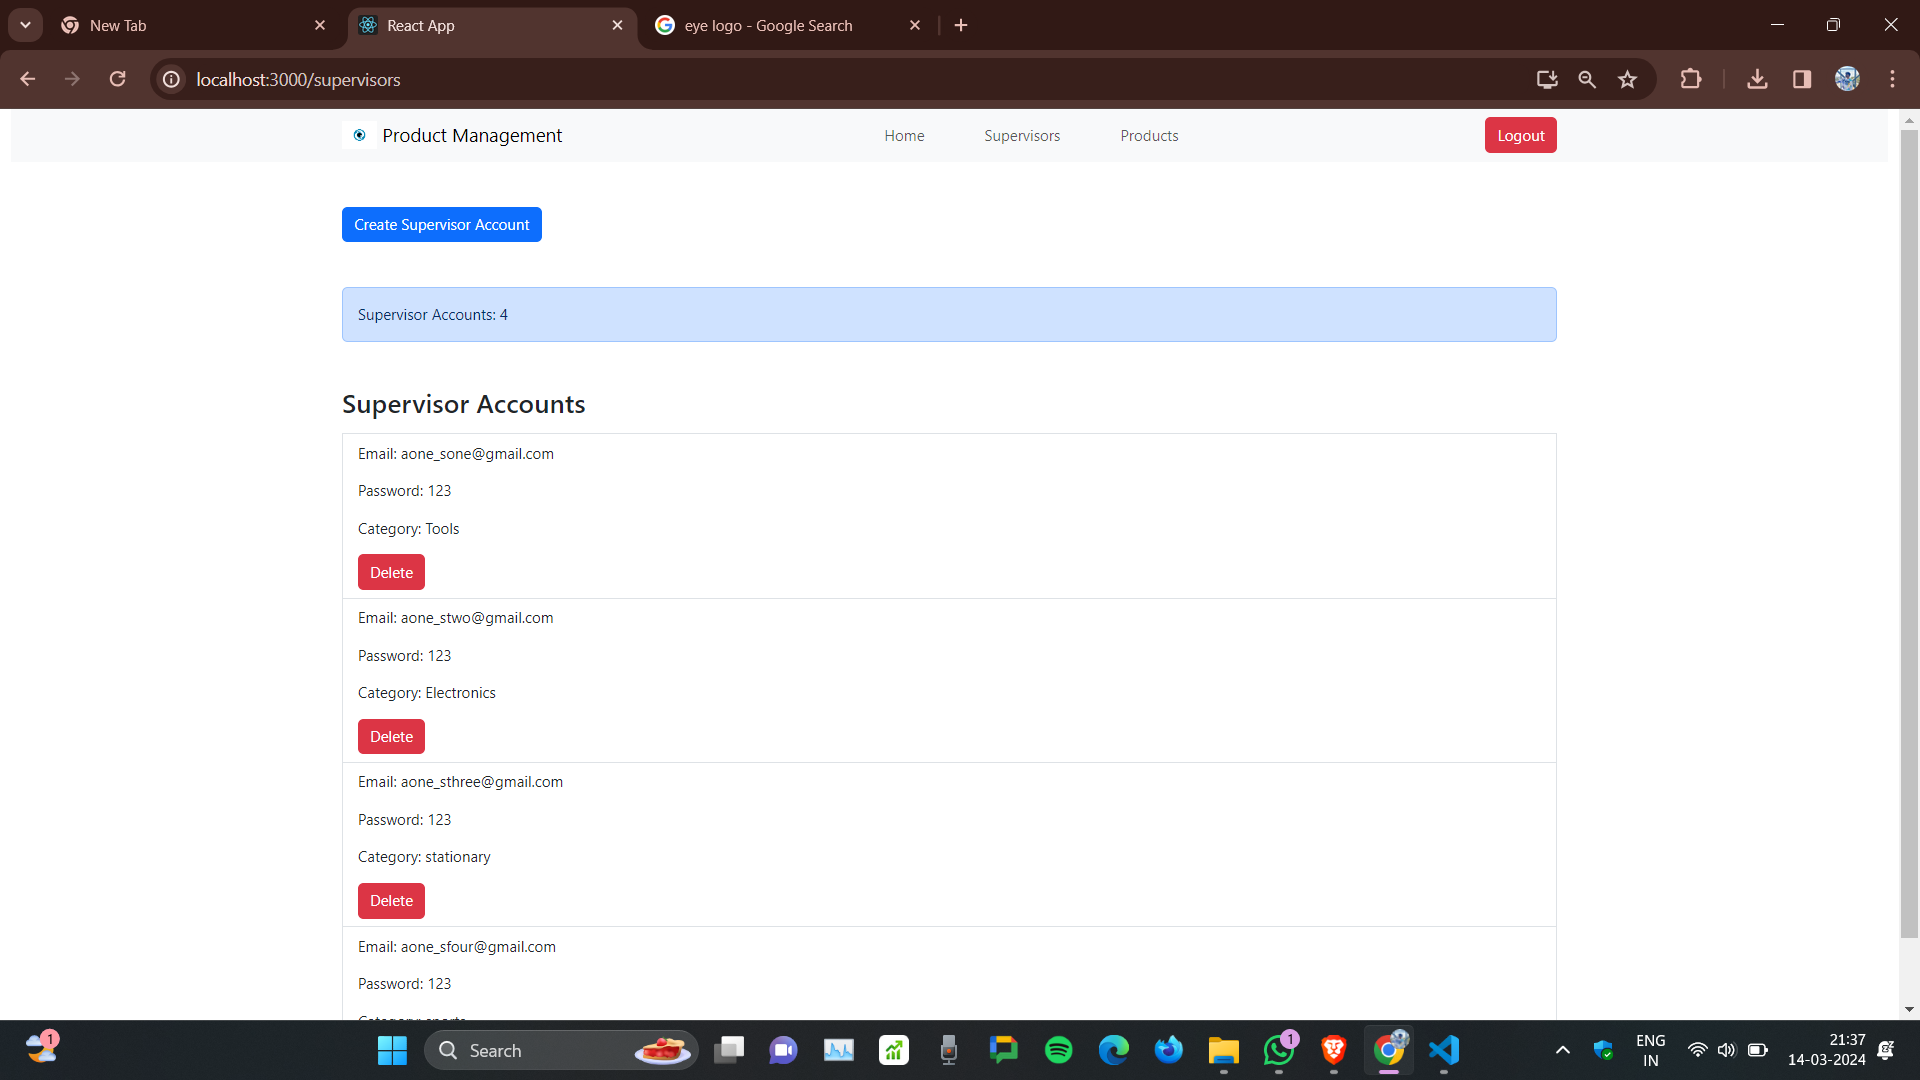 New Tab
React App
eye logo - Google Search
localhost:3000/supervisors
Product Management
Home
Supervisors
Products
Logout
Create Supervisor Account
Supervisor Accounts: 4
Supervisor Accounts
Email: aone_sone@gmail.com
Password: 123
Category: Tools
Delete
Email: aone_stwo@gmail.com
Password: 123
Category: Electronics
Delete
Email: aone_sthree@gmail.com
Password: 123
Category: stationary
Delete
Email: aone_sfour@gmail.com
Password: 123
1
Search
1
ENG
IN
21:37
14-03-2024